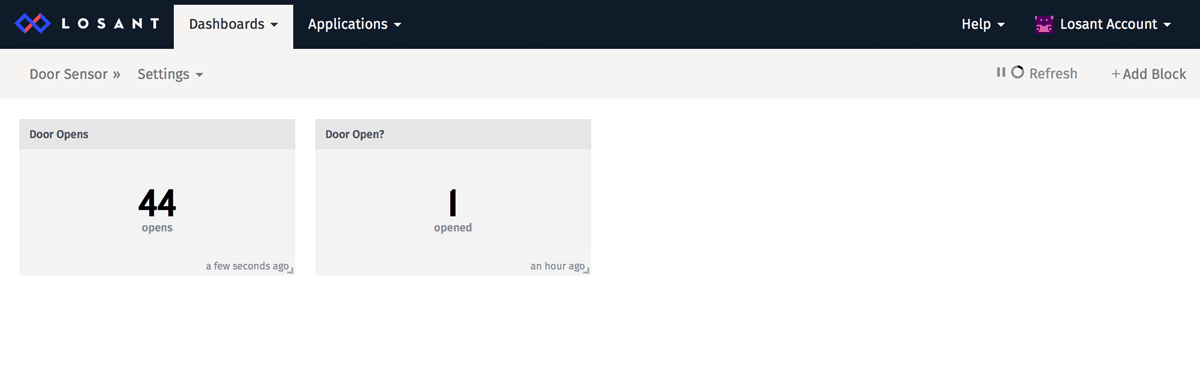 LOSANT Dashboards Applications Help Losant Account
Door Sensor » Settings Refresh +Add Block
Door Opens Door Open?
44 1
opens opened
a few seconds ago an hour ago